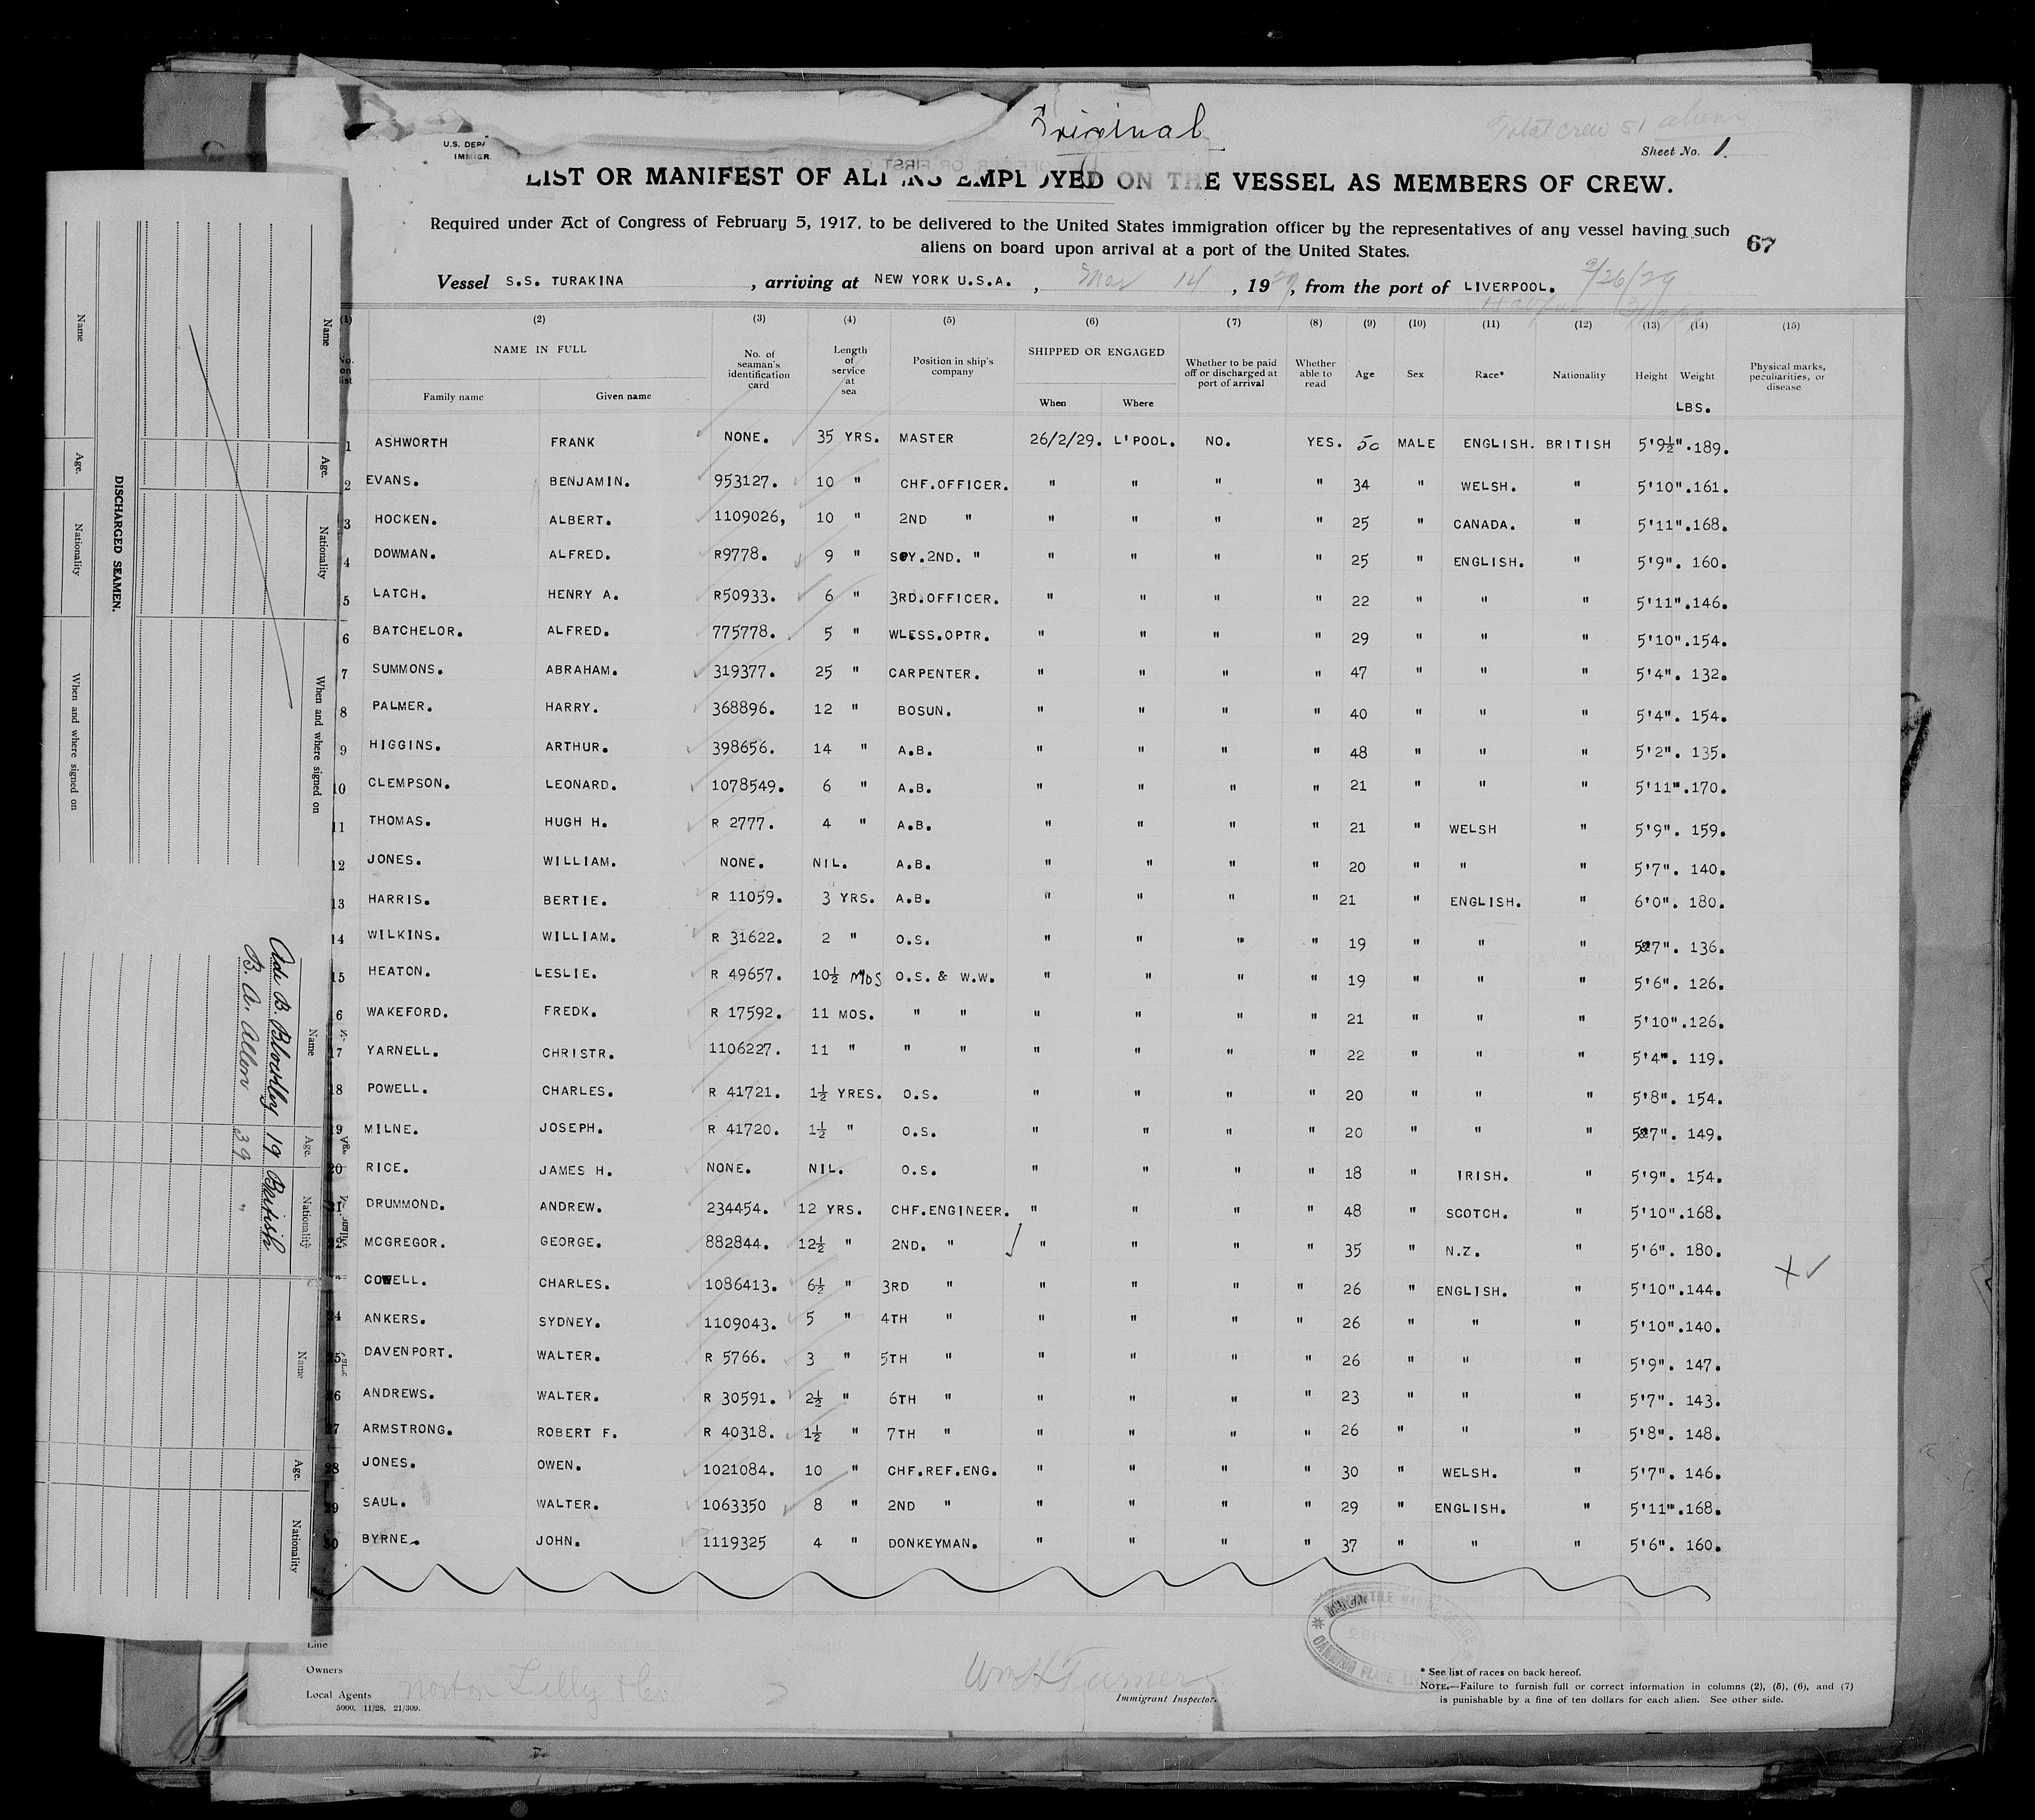 Original
Total crew 51 aliens
U.S. DEPA
IMMIGR.
Sheet No. 1.
LIST OR MANIFEST OF ALIENS EMPLOYED ON THE VESSEL AS MEMBERS OF CREW.
Required under Act of Congress of February 5, 1917, to be delivered to the United States immigration officer by the representatives of any vessel having such
aliens on board upon arrival at a port of the United States.
67
Vessel S.S. TURAKINA , arriving at NEW YORK U.S.A. , Mar 14 , 1929, from the port of LIVERPOOL. 2/26/29
(1) (2) (3) (4) (5) (6) (7) (8) (9) (10) (11) (12) (13) (14) (15)
No. on list NAME IN FULL Family name Given name No. of seaman's identification card Length of service at sea Position in ship's company SHIPPED OR ENGAGED When Where Whether to be paid off or discharged at port of arrival Whether able to read Age Sex Race* Nationality Height Weight LBS. Physical marks, peculiarities, or disease
1 ASHWORTH FRANK NONE. 35 YRS. MASTER 26/2/29. L'POOL. NO. YES. 50 MALE ENGLISH. BRITISH 5'9½".189.
2 EVANS. BENJAMIN. 953127. 10 " CHF.OFFICER. " " " " 34 " WELSH. " 5'10".161.
3 HOCKEN. ALBERT. 1109026, 10 " 2ND " " " " " 25 " CANADA. " 5'11".168.
4 DOWMAN. ALFRED. R9778. 9 " .2ND. " " " " " 25 " ENGLISH. " 5'9". 160.
5 LATCH. HENRY A. R50933. 6 " 3RD.OFFICER. " " " " 22 " " " 5'11".146.
6 BATCHELOR. ALFRED. 775778. 5 " WLESS.OPTR. " " " " 29 " " " 5'10".154.
7 SUMMONS. ABRAHAM. 319377. 25 " CARPENTER. " " " " 47 " " " 5'4". 132.
8 PALMER. HARRY. 368896. 12 " BOSUN. " " " " 40 " " " 5'4". 154.
9 HIGGINS. ARTHUR. 398656. 14 " A.B. " " " " 48 " " " 5'2". 135.
10 CLEMPSON. LEONARD. 1078549. 6 " A.B. " " " " 21 " " " 5'11".170.
11 THOMAS. HUGH H. R 2777. 4 " A.B. " " " " 21 " WELSH " 5'9". 159.
12 JONES. WILLIAM. NONE. NIL. A.B. " " " " 20 " " " 5'7". 140.
13 HARRIS. BERTIE. R 11059. 3 YRS. A.B. " " " " 21 " ENGLISH. " 6'0". 180.
14 WILKINS. WILLIAM. R 31622. 2 " O.S. " " " " 19 " " " 5'7". 136.
15 HEATON. LESLIE. R 49657. 10½ Mos O.S. & W.W. " " " " 19 " " " 5'6". 126.
6 WAKEFORD. FREDK. R 17592. 11 MOS. " " " " " " 21 " " " 5'10".126.
17 YARNELL. CHRISTR. 1106227. 11 " " " " " " " 22 " " " 5'4". 119.
18 POWELL. CHARLES. R 41721. 1½ YRES. O.S. " " " " 20 " " " 5'8". 154.
19 MILNE. JOSEPH. R 41720. 1½ " O.S. " " " " 20 " " " 5'7". 149.
20 RICE. JAMES H. NONE. NIL. O.S. " " " " 18 " IRISH. " 5'9". 154.
21 DRUMMOND. ANDREW. 234454. 12 YRS. CHF.ENGINEER. " " " " 48 " SCOTCH. " 5'10".168.
22 MCGREGOR. GEORGE. 882844. 12½ " 2ND. " " " " " 35 " N.Z. " 5'6". 180.
COWELL. CHARLES. 1086413. 6½ " 3RD " " " " " 26 " ENGLISH. " 5'10".144.
24 ANKERS. SYDNEY. 1109043. 5 " 4TH " " " " " 26 " " " 5'10".140.
25 DAVENPORT. WALTER. R 5766. 3 " 5TH " " " " " 26 " " " 5'9". 147.
26 ANDREWS. WALTER. R 30591. 2½ " 6TH " " " " " 23 " " " 5'7". 143.
27 ARMSTRONG. ROBERT F. R 40318. 1½ " 7TH " " " " " 26 " " " 5'8". 148.
28 JONES. OWEN. 1021084. 10 " CHF.REF.ENG. " " " " 30 " WELSH. " 5'7". 146.
29 SAUL. WALTER. 1063350 8 " 2ND " " " " " 29 " ENGLISH. " 5'11".168.
30 BYRNE. JOHN. 1119325 4 " DONKEYMAN. " " " " 37 " " " 5'6". 160.
Line
Owners
Local Agents Norton Lilly & Co
5000. 11/28. 21/309.
Wm H Turner
Immigrant Inspector.
* See list of races on back hereof.
NOTE.—Failure to furnish full or correct information in columns (2), (5), (6), and (7)
is punishable by a fine of ten dollars for each alien. See other side.
DISCHARGED SEAMEN.
Name Age. Nationality When and where signed on
Name Age. Nationality When and where signed on
Name Age. Nationality
19 British
B. A. Allen 39 "
Name Age. Nationality